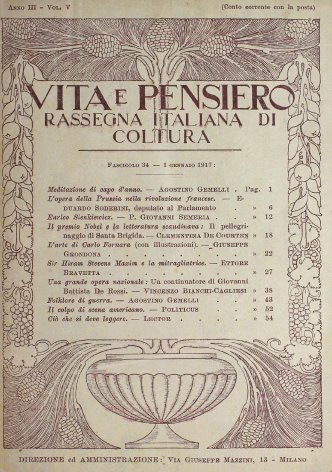 Anno III – Vol. V (Conto corrente con la posta)
VITA E PENSIERO
RASSEGNA ITALIANA DI
COLTURA
Fascicolo 34 — 1 gennaio 1917:
Meditazione di capo d'anno. — Agostino Gemelli . Pag. 1
L'opera della Prussia nella rivoluzione francese. — E-
duardo Soderini, deputato al Parlamento . » 6
Enrico Sienkiewicz. — P. Giovanni Semeria . . » 12
Il premio Nobel e la letteratura scandinava: Il pellegri-
naggio di Santa Brigida. — Clementina De Courten » 18
L'arte di Carlo Fornara (con illustrazioni). — Giuseppe
Grondona . . . . . . . » 22
Sir Hiram Stevens Maxim e la mitragliatrice. — Ettore
Bravetta . . . . . . . » 27
Una grande opera nazionale: Un continuatore di Giovanni
Battista De Rossi. — Vincenzo Bianchi-Cagliesi » 38
Folklore di guerra. — Agostino Gemelli . . . » 43
Il colpo di scena americano. — Politicus . . . » 52
Ciò che si deve leggere. — Lector . . . . » 54
DIREZIONE ed AMMINISTRAZIONE: Via Giuseppe Mazzini, 13 - Milano